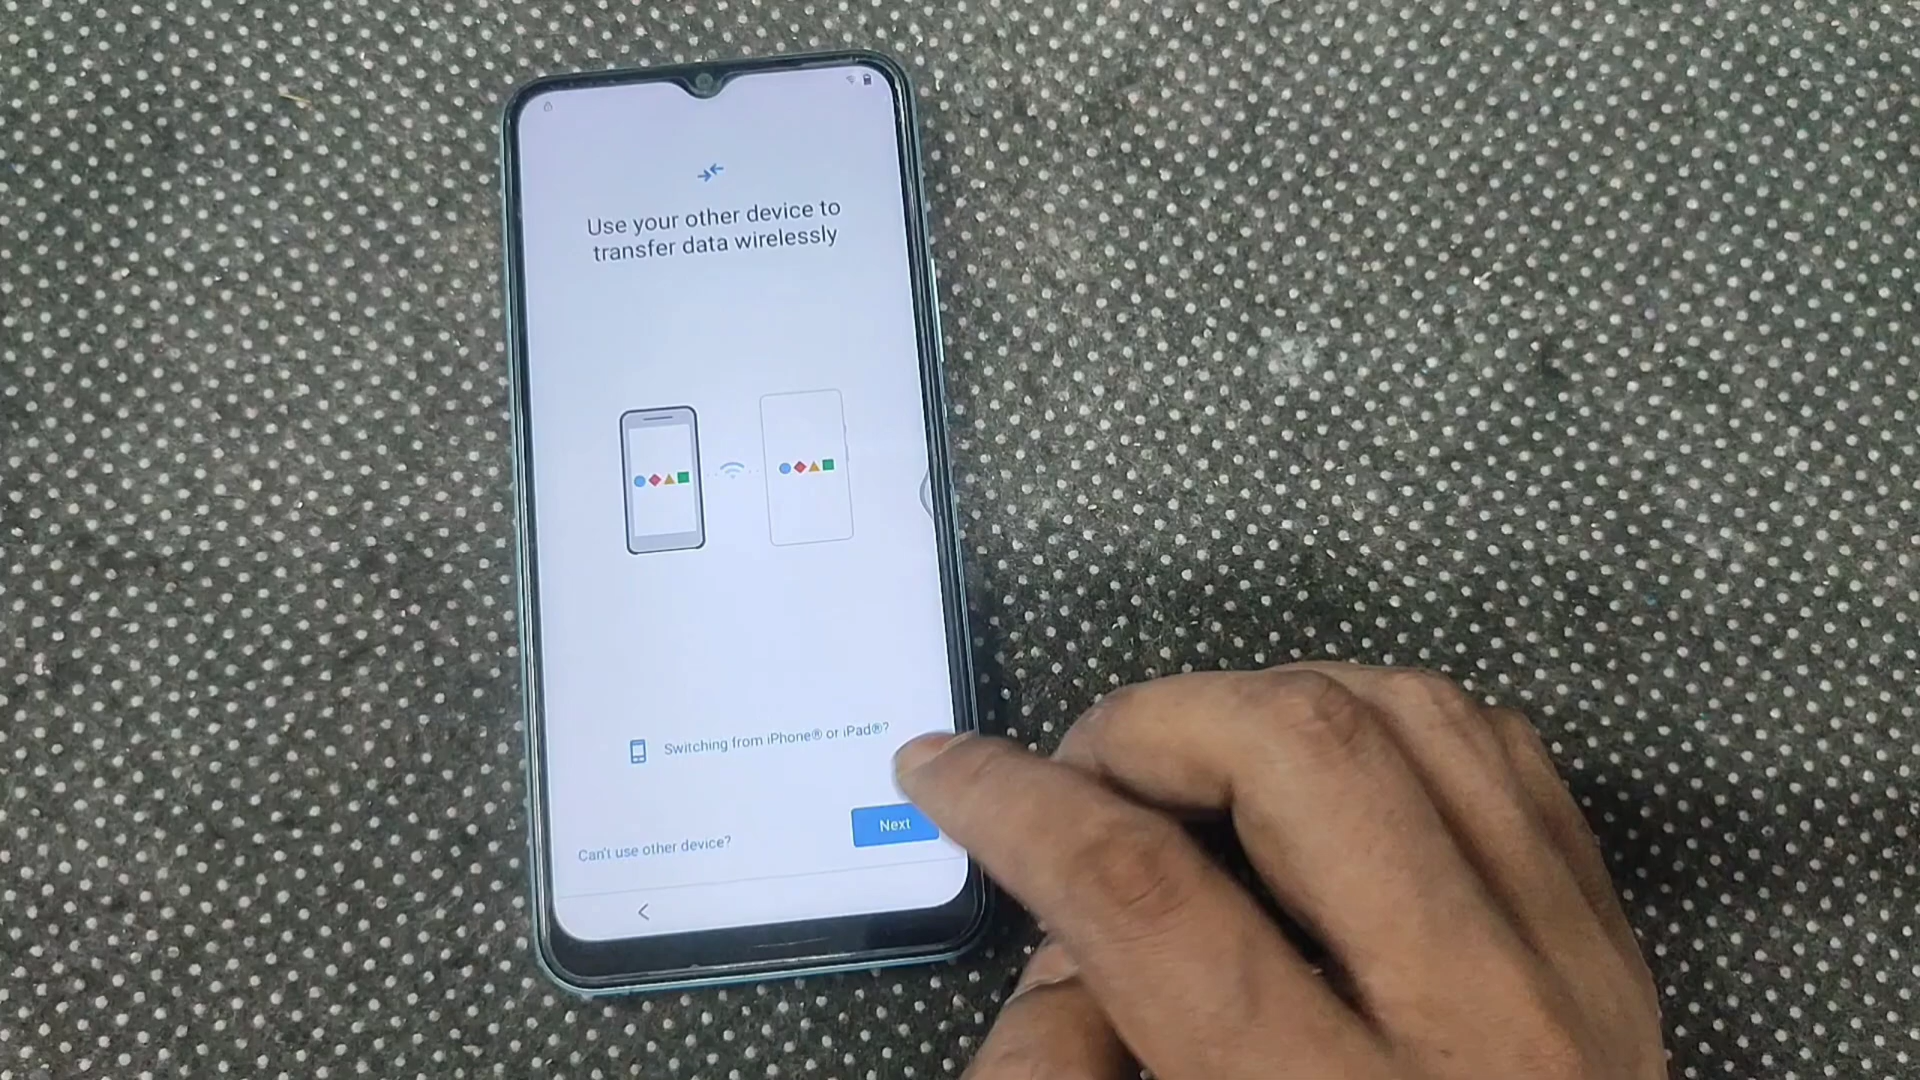 Use your other device to
transfer data wirelessly
Switching from iPhone® or iPad®?
Can't use other device?
Next